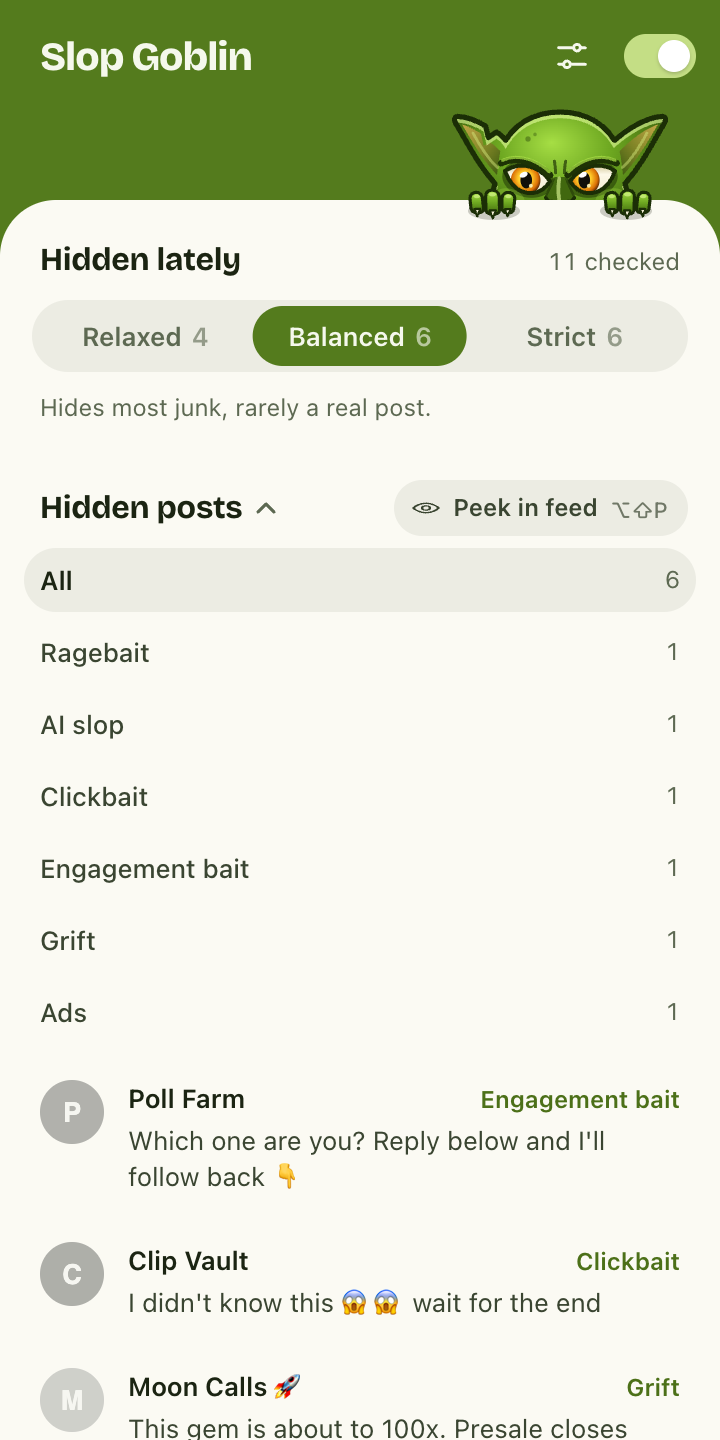 Slop Goblin
Hidden lately
11 checked
Relaxed 4
Balanced 6
Strict 6
Hides most junk, rarely a real post.
Hidden posts
Peek in feed ⌥⇧P
All 6
Ragebait 1
AI slop 1
Clickbait 1
Engagement bait 1
Grift 1
Ads 1
P
Poll Farm
Engagement bait
Which one are you? Reply below and I'll
follow back 👇
C
Clip Vault
Clickbait
I didn't know this 😱😱 wait for the end
M
Moon Calls 🚀
Grift
This gem is about to 100x. Presale closes